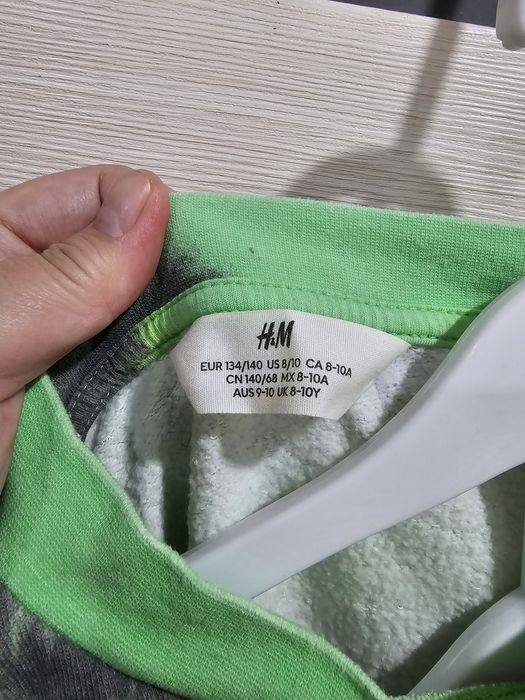 H&M
EUR 134/140 US 8/10 CA 8-10A
CN 140/68 MX 8-10A
AUS 9-10 UK 8-10Y